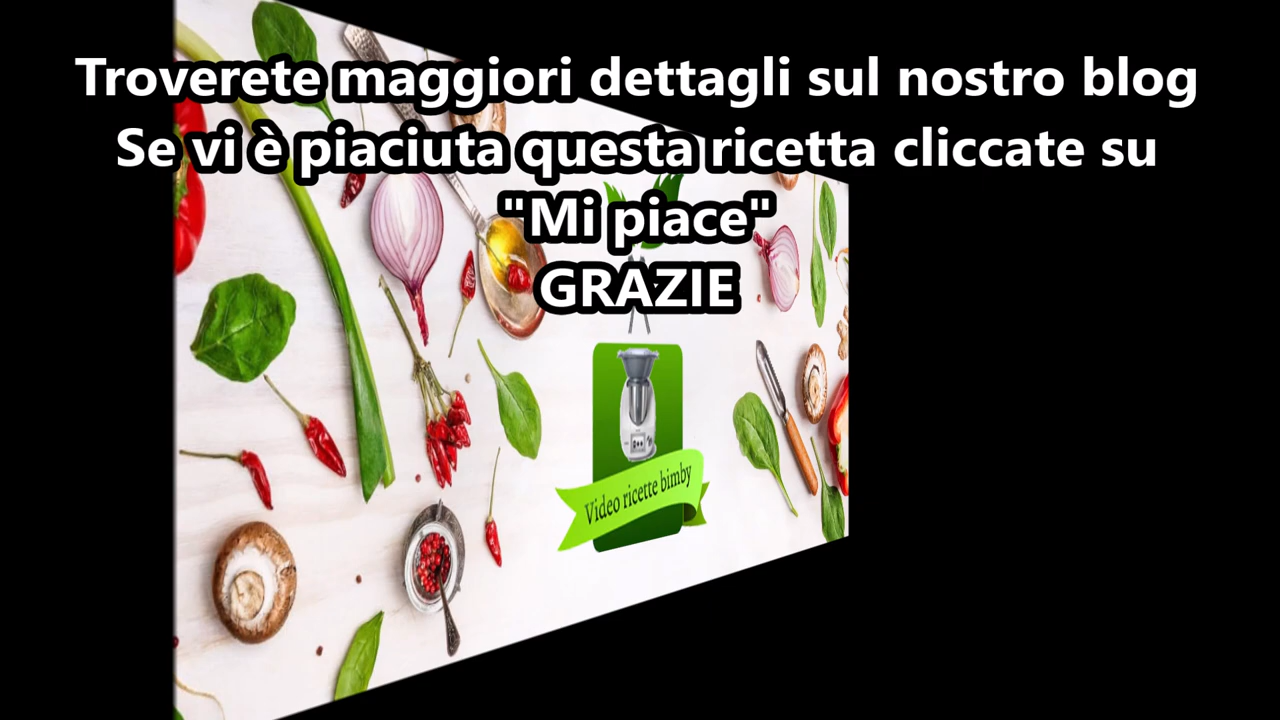 Troverete maggiori dettagli sul nostro blog
Se vi è piaciuta questa ricetta cliccate su
"Mi piace"
GRAZIE
Video ricette bimby